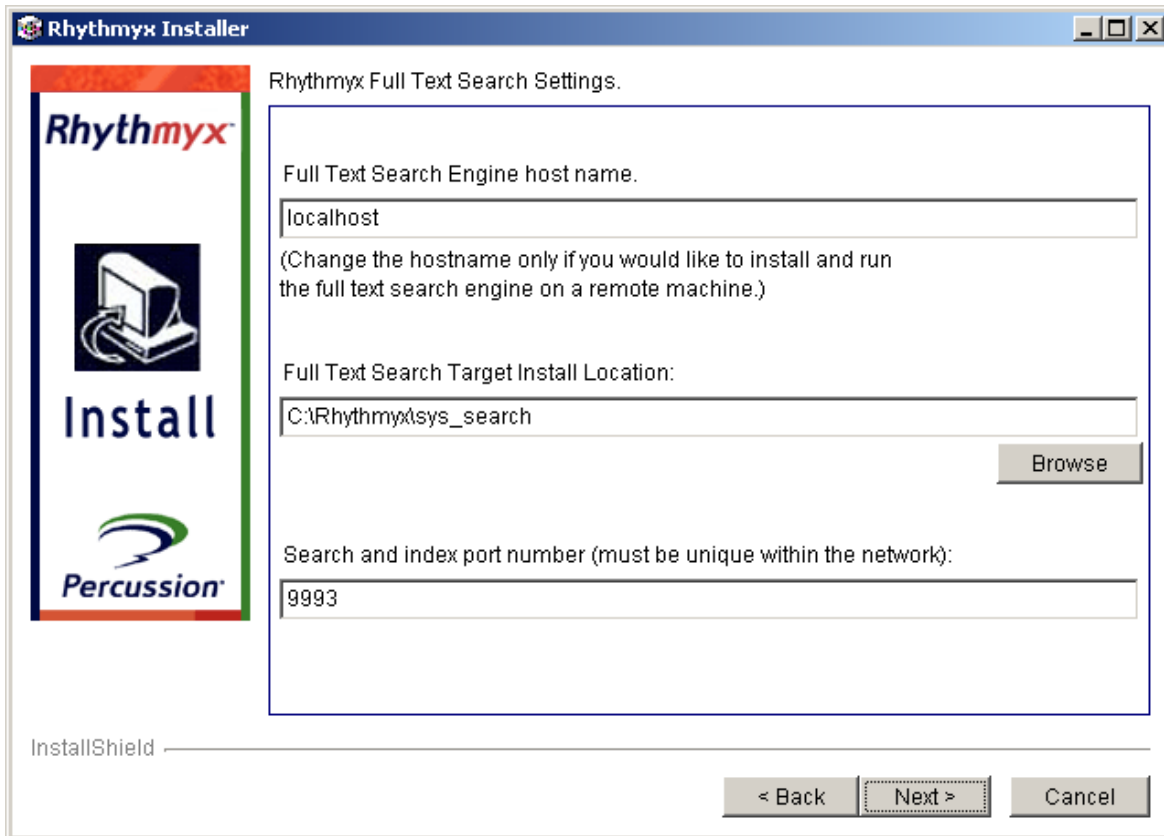 Rhythmyx Installer
Rhythmyx
Install
Percussion
Rhythmyx Full Text Search Settings.
Full Text Search Engine host name.
localhost
(Change the hostname only if you would like to install and run
the full text search engine on a remote machine.)
Full Text Search Target Install Location:
C:\Rhythmyx\sys_search
Browse
Search and index port number (must be unique within the network):
9993
InstallShield
< Back
Next >
Cancel